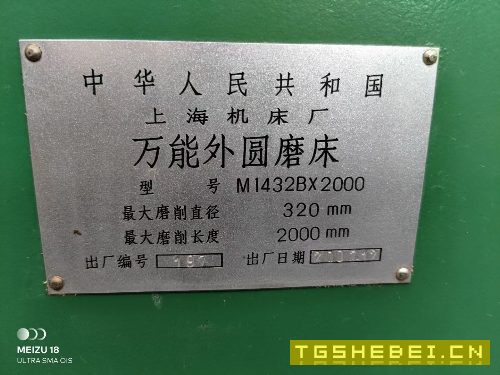 中华人民共和国
上海机床厂
万能外圆磨床
型号 M1432BX2000
最大磨削直径 320 mm
最大磨削长度 2000 mm
出厂编号 出厂日期
MEIZU 18
ULTRA SMA OIS
TGSHEBEI.CN